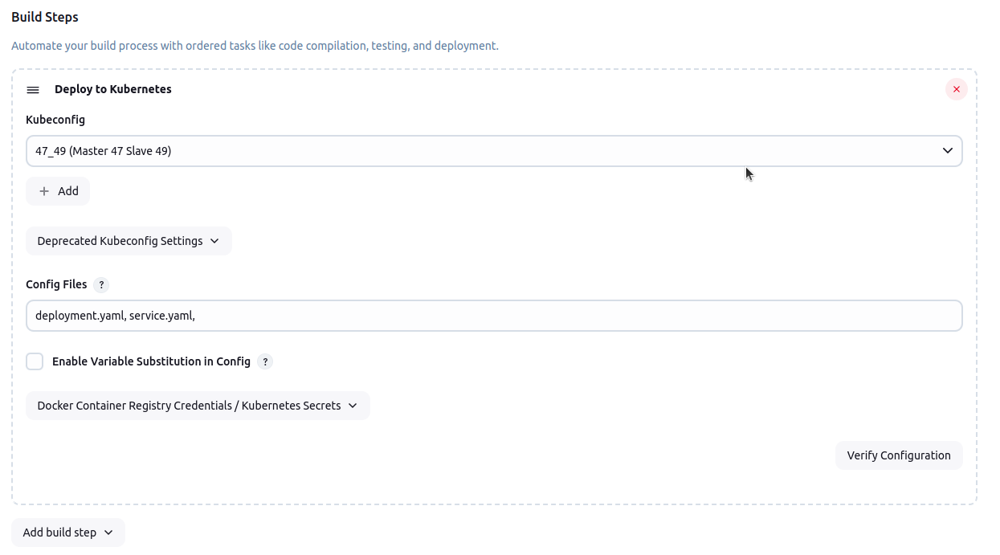 Build Steps
Automate your build process with ordered tasks like code compilation, testing, and deployment.
Deploy to Kubernetes
Kubeconfig
47_49 (Master 47 Slave 49)
Add
Deprecated Kubeconfig Settings
Config Files ?
deployment.yaml, service.yaml,
Enable Variable Substitution in Config ?
Docker Container Registry Credentials / Kubernetes Secrets
Verify Configuration
Add build step